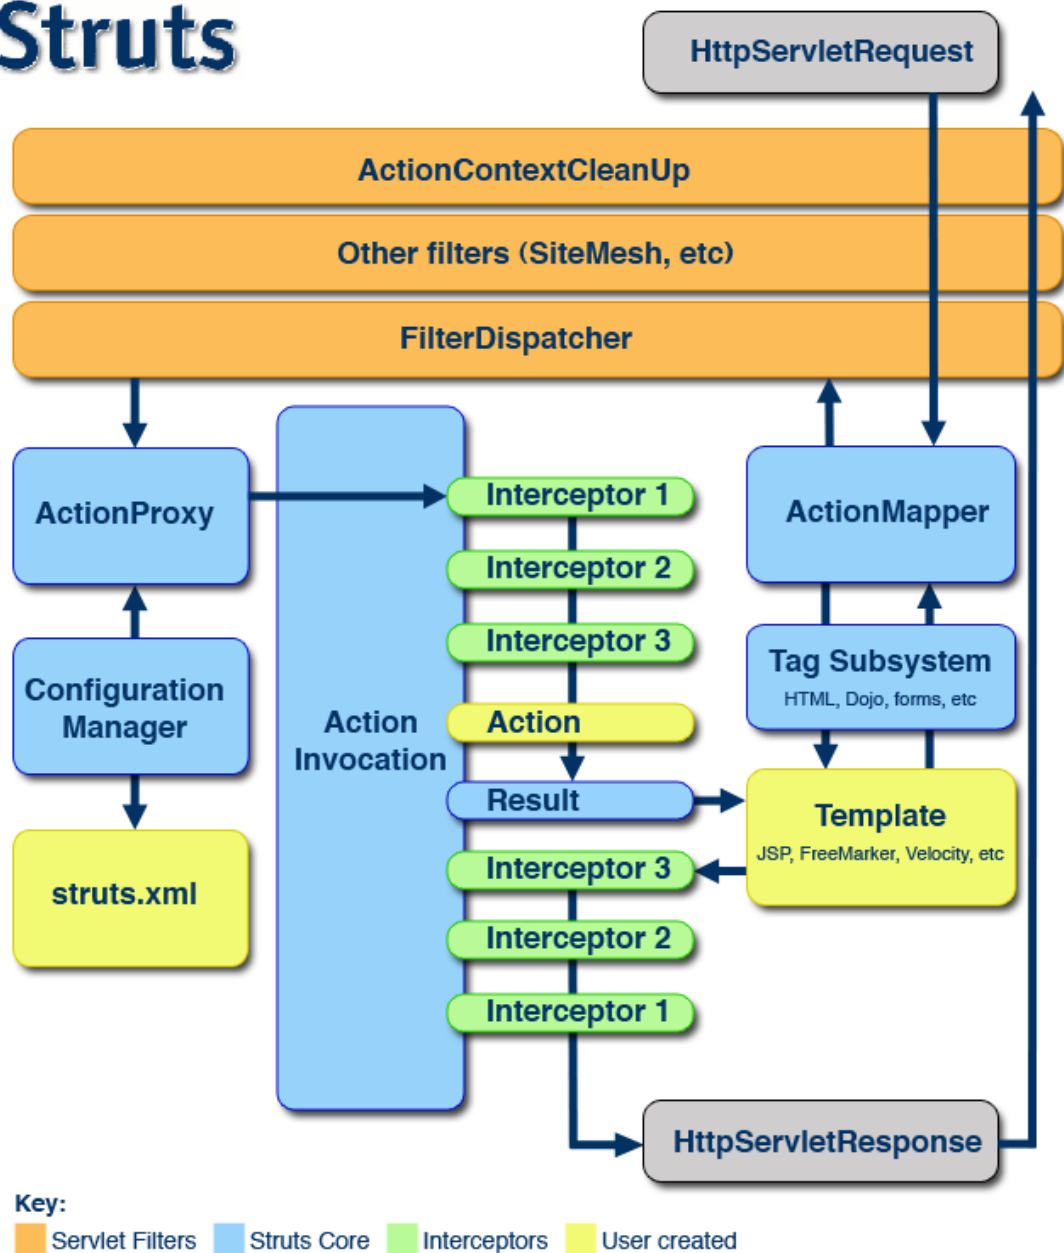 Struts
HttpServletRequest
ActionContextCleanUp
Other filters (SiteMesh, etc)
FilterDispatcher
ActionProxy
Interceptor 1
ActionMapper
Interceptor 2
Interceptor 3
Tag Subsystem
HTML, Dojo, forms, etc
Configuration
Manager
Action
Invocation
Action
Result
Template
JSP, FreeMarker, Velocity, etc
Interceptor 3
struts.xml
Interceptor 2
Interceptor 1
HttpServletResponse
Key:
Servlet Filters
Struts Core
Interceptors
User created